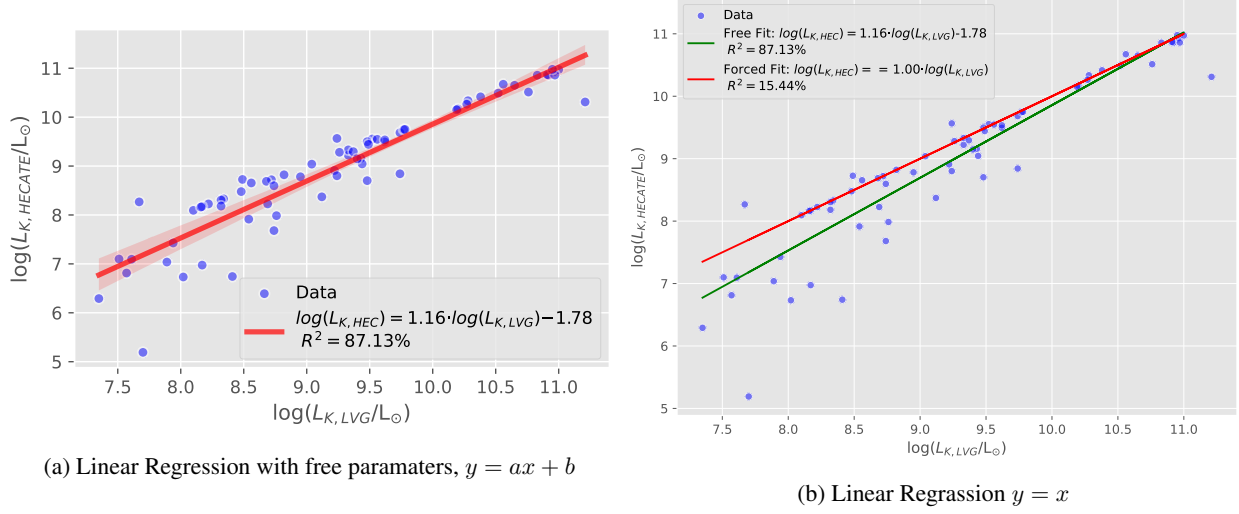 11
10
9
8
7
6
5
log(L_{K,HECATE}/L_⊙)
Data
log(L_{K,HEC})=1.16·log(L_{K,LVG})−1.78
R² = 87.13%
7.5 8.0 8.5 9.0 9.5 10.0 10.5 11.0
log(L_{K,LVG}/L_⊙)
(a) Linear Regression with free paramaters, y = ax + b
Data
Free Fit: log(L_{K,HEC}) = 1.16·log(L_{K,LVG})-1.78
R² = 87.13%
Forced Fit: log(L_{K,HEC}) = = 1.00·log(L_{K,LVG})
R² = 15.44%
11
10
9
8
7
6
5
log(L_{K,HECATE}/L_⊙)
7.5 8.0 8.5 9.0 9.5 10.0 10.5 11.0
log(L_{K,LVG}/L_⊙)
(b) Linear Regrassion y = x